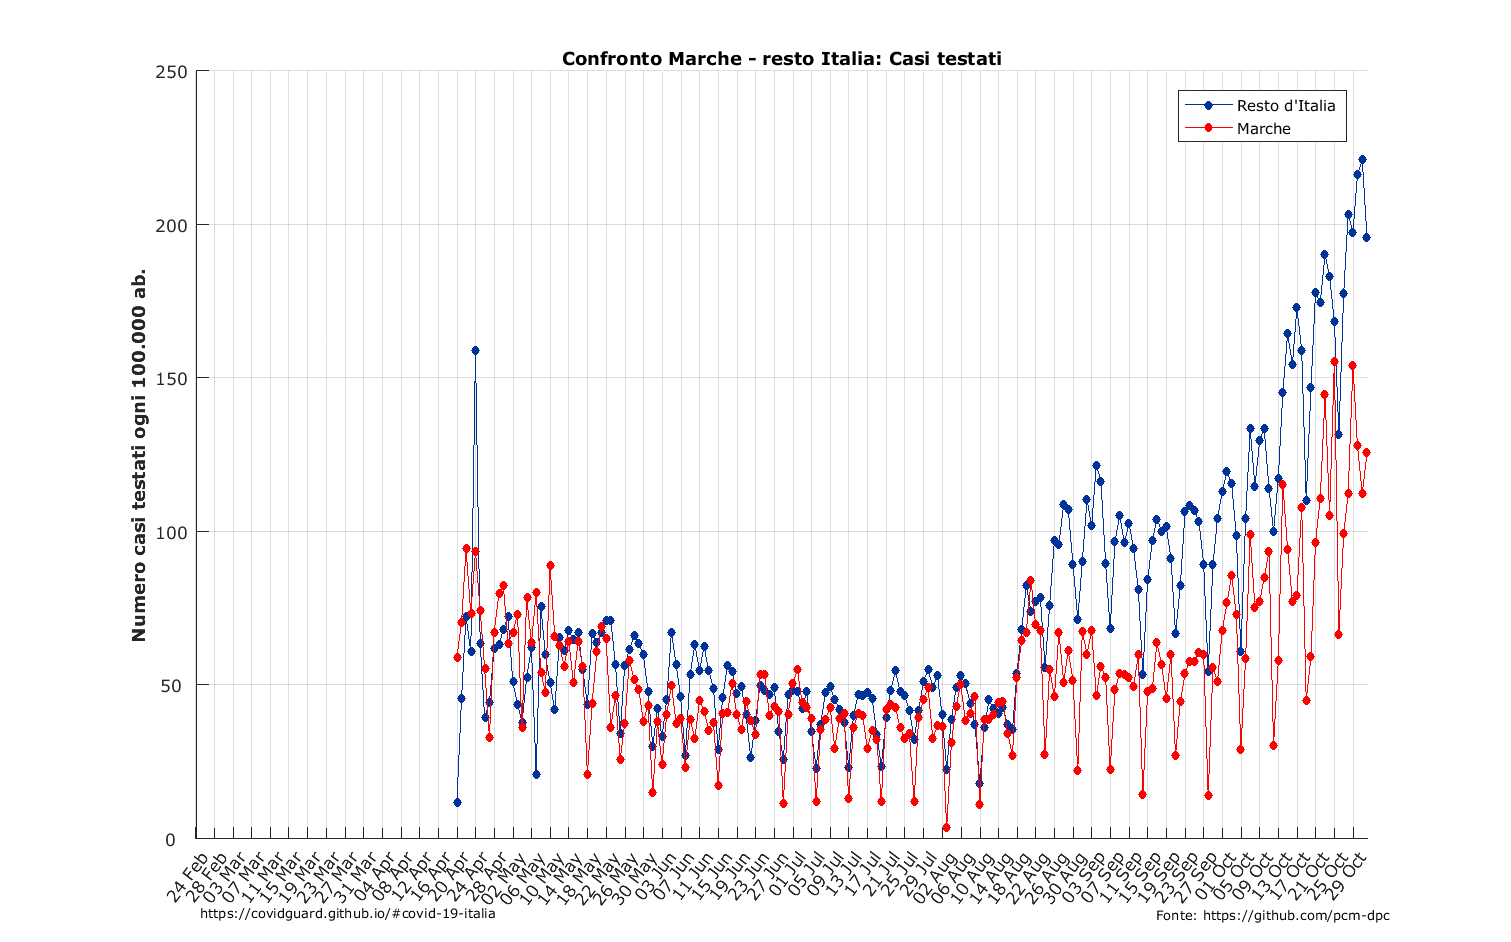 Confronto Marche - resto Italia: Casi testati
Resto d'Italia
Marche
Numero casi testati ogni 100.000 ab.
250
200
150
100
50
0
24 Feb
28 Feb
03 Mar
07 Mar
11 Mar
15 Mar
19 Mar
23 Mar
27 Mar
31 Mar
04 Apr
08 Apr
12 Apr
16 Apr
20 Apr
24 Apr
28 Apr
02 May
06 May
10 May
14 May
18 May
22 May
26 May
30 May
03 Jun
07 Jun
11 Jun
15 Jun
19 Jun
23 Jun
27 Jun
01 Jul
05 Jul
09 Jul
13 Jul
17 Jul
21 Jul
25 Jul
29 Jul
02 Aug
06 Aug
10 Aug
14 Aug
18 Aug
22 Aug
26 Aug
30 Aug
03 Sep
07 Sep
11 Sep
15 Sep
19 Sep
23 Sep
27 Sep
01 Oct
05 Oct
09 Oct
13 Oct
17 Oct
21 Oct
25 Oct
29 Oct
https://covidguard.github.io/#covid-19-italia
Fonte: https://github.com/pcm-dpc